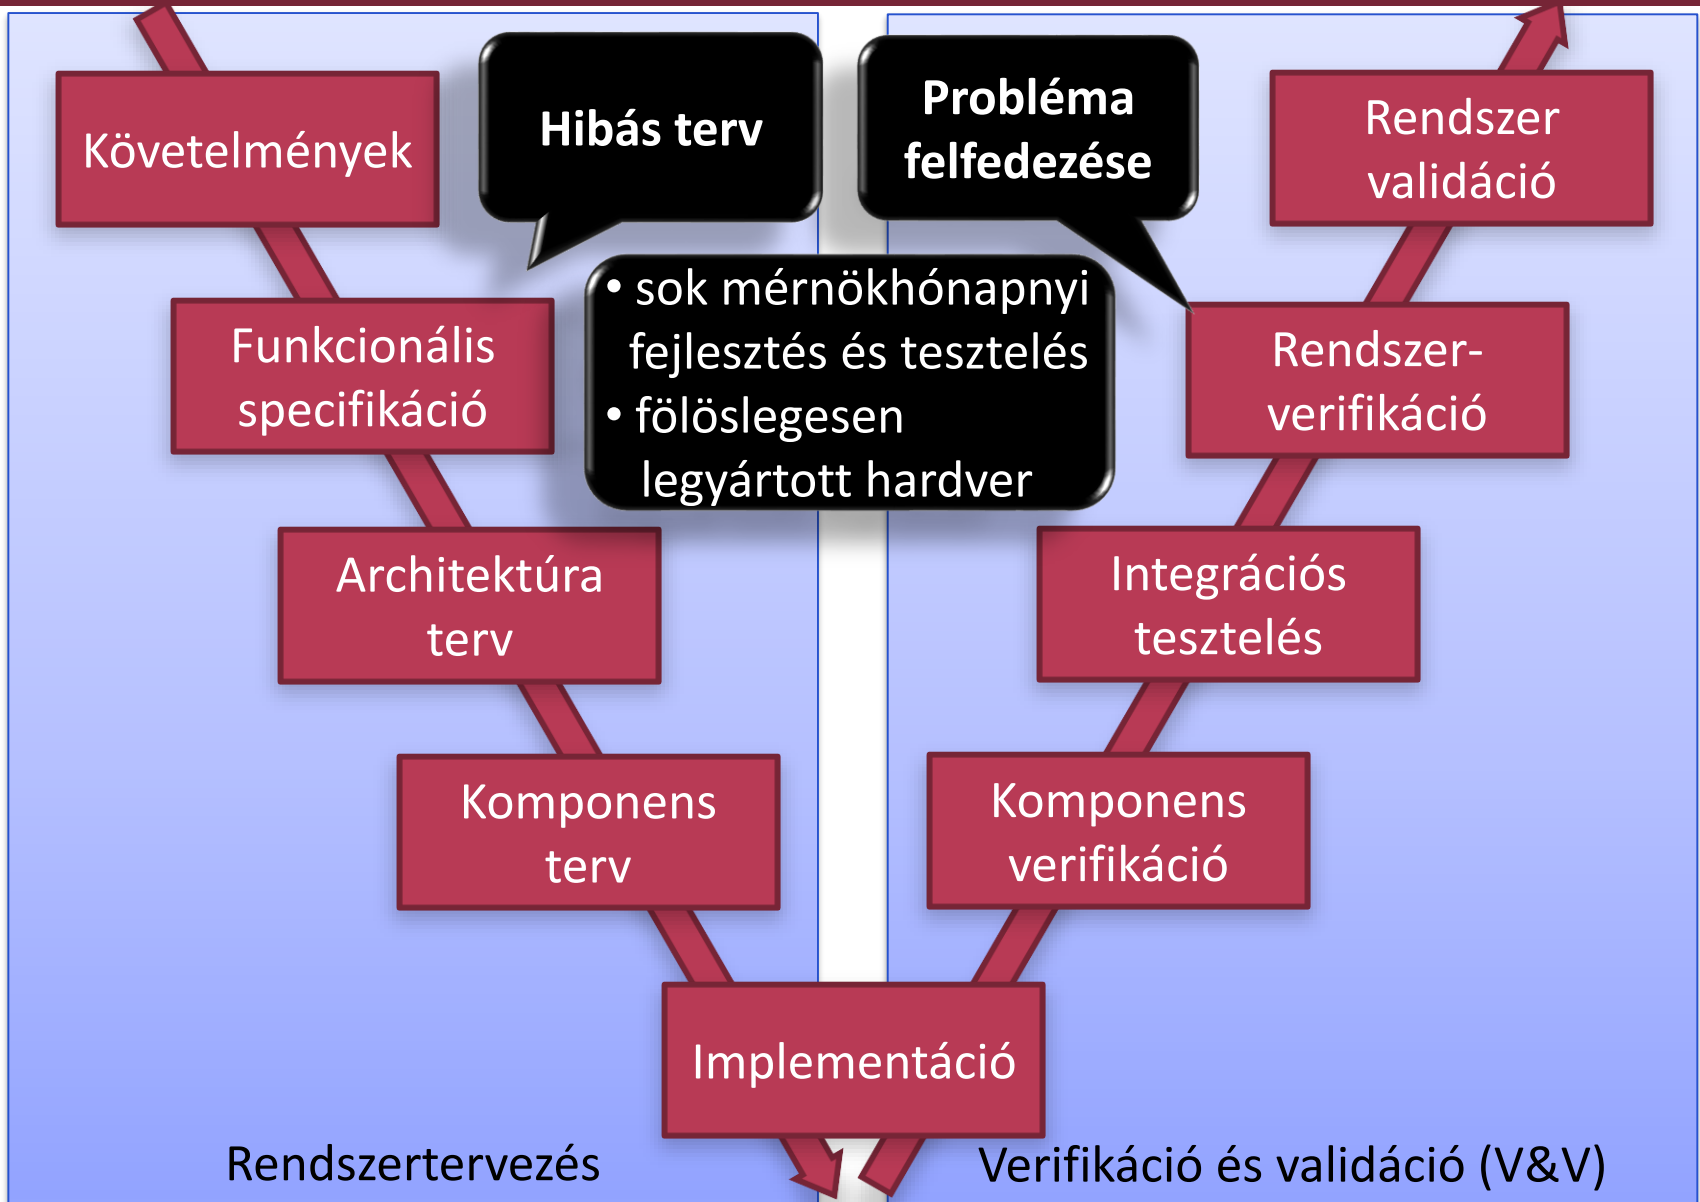 Követelmények
Hibás terv
Probléma
felfedezése
Rendszer
validáció
Funkcionális
specifikáció
• sok mérnökhónapnyi
fejlesztés és tesztelés
• fölöslegesen
legyártott hardver
Rendszer-
verifikáció
Architektúra
terv
Integrációs
tesztelés
Komponens
terv
Komponens
verifikáció
Implementáció
Rendszertervezés
Verifikáció és validáció (V&V)